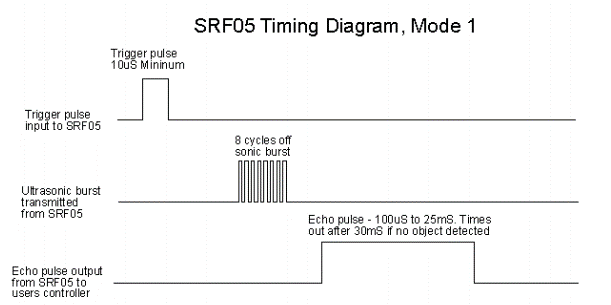 SRF05 Timing Diagram, Mode 1
Trigger pulse
10uS Mininum
Trigger pulse
input to SRF05
8 cycles off
sonic burst
Ultrasonic burst
transmitted
from SRF05
Echo pulse - 100uS to 25mS. Times
out after 30mS if no object detected
Echo pulse output
from SRF05 to
users controller